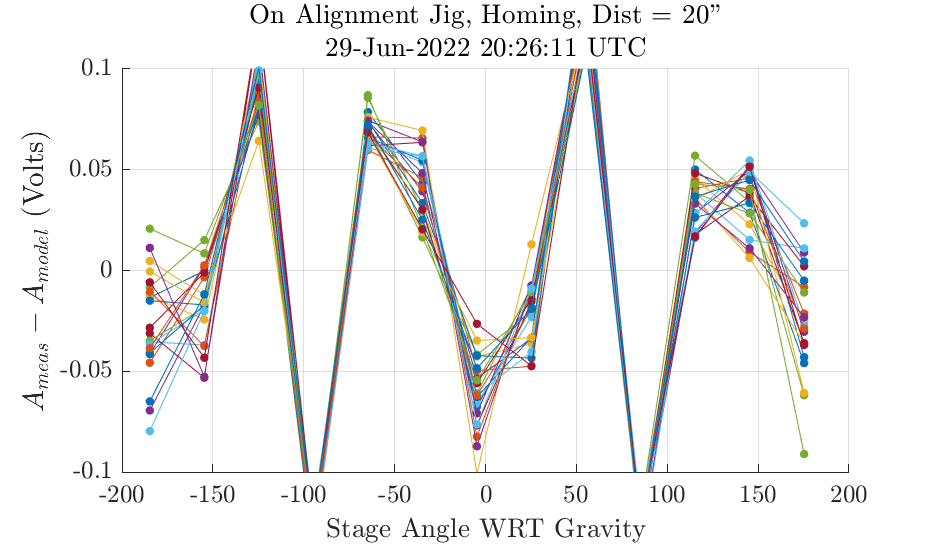 On Alignment Jig, Homing, Dist = 20"
29-Jun-2022 20:26:11 UTC
A_meas − A_model (Volts)
0.1
0.05
0
-0.05
-0.1
-200 -150 -100 -50 0 50 100 150 200
Stage Angle WRT Gravity